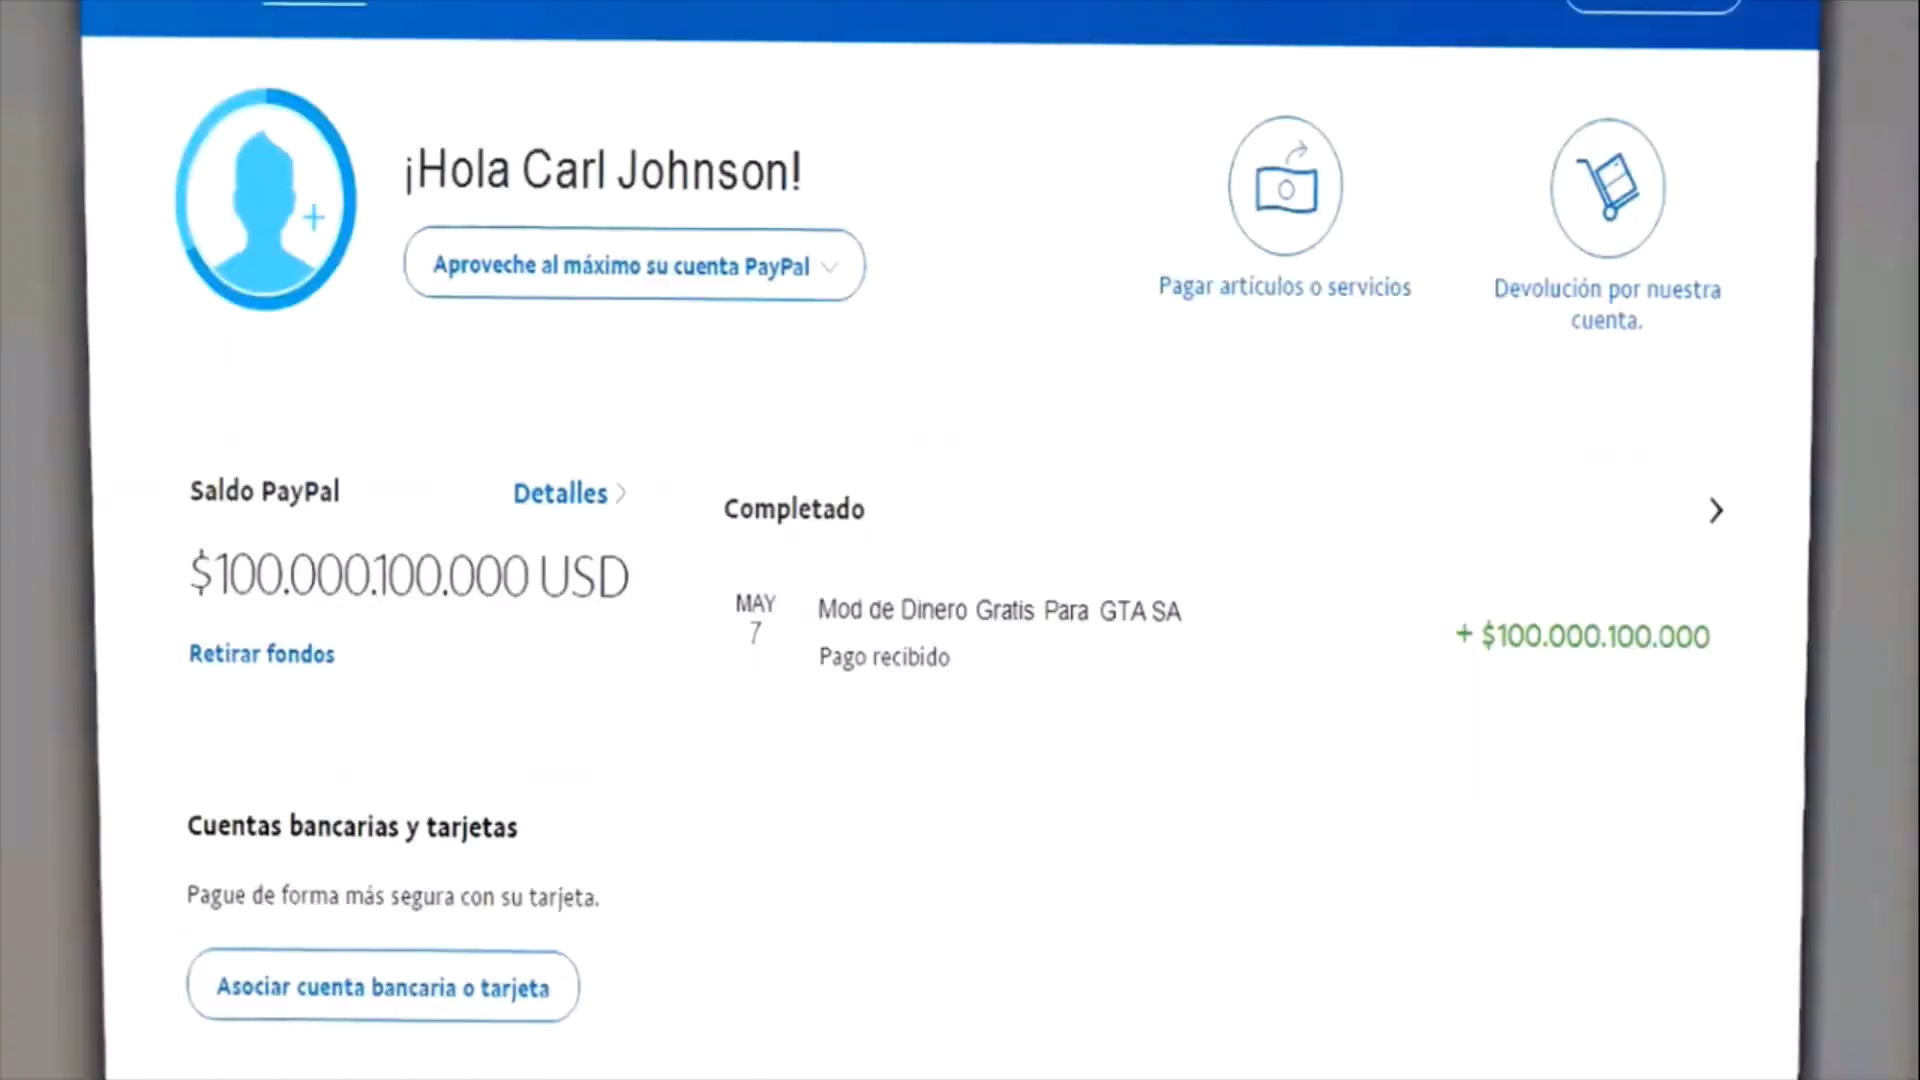 ¡Hola Carl Johnson!
Aproveche al máximo su cuenta PayPal
Pagar artículos o servicios
Devolución por nuestra
cuenta.
Saldo PayPal
Detalles
$100.000.100.000 USD
Retirar fondos
Completado
MAY
7
Mod de Dinero Gratis Para GTA SA
Pago recibido
+ $100.000.100.000
Cuentas bancarias y tarjetas
Pague de forma más segura con su tarjeta.
Asociar cuenta bancaria o tarjeta